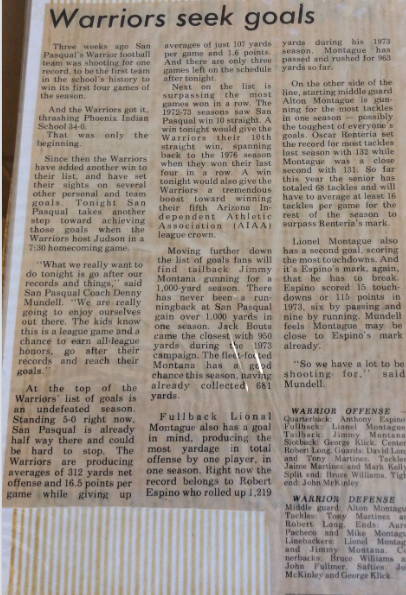 Warriors seek goals
Three weeks ago San
Pasqual's Warrior football
team was shooting for one
record, to be the first team
in the school's history to
win its first four games of
the season.
And the Warriors got it,
thrashing Phoenix Indian
School 34-0.
That was only the
beginning.
Since then the Warriors
have added another win to
their list, and have set
their sights on several
other personal and team
goals. Tonight San
Pasqual takes another
step toward achieving
those goals when the
Warriors host Judson in a
7:30 homecoming game.
"What we really want to
do tonight is go after our
records and things," said
San Pasqual Coach Denny
Mundell. "We are really
going to enjoy ourselves
out there. The kids know
this is a league game and a
chance to earn all-league
honors, go after their
records and reach their
goals."
At the top of the
Warriors' list of goals is
an undefeated season.
Standing 5-0 right now,
San Pasqual is already
half way there and could
be hard to stop. The
Warriors are producing
averages of 312 yards net
offense and 16.5 points per
game while giving up
averages of just 107 yards
per game and 1.6 points.
And there are only three
games left on the schedule
after tonight.
Next on the list is
surpassing the most
games won in a row. The
1972-73 seasons saw San
Pasqual win 10 straight. A
win tonight would give the
Warriors their 10th
straight win, spanning
back to the 1976 season
when they won their last
four in a row. A win
tonight would also give the
Warriors a tremendous
boost toward winning
their fifth Arizona In-
dependent Athletic
Association (AIAA)
league crown.
Moving further down
the list of goals fans will
find tailback Jimmy
Montana gunning for a
1,000-yard season. There
has never been a run-
ningback at San Pasqual
gain over 1,000 yards in
one season. Jack Bouts
came the closest with 950
yards during the 1973
campaign. The fleet-footed
Montana has a good
chance this season, having
already collected 681
yards.
Fullback Lional
Montague also has a goal
in mind, producing the
most yardage in total
offense by one player, in
one season. Right now the
record belongs to Robert
Espino who rolled up 1,219
yards during his 1973
season. Montague has
passed and rushed for 963
yards so far.
On the other side of the
line, starting middle guard
Alton Montague is gun-
ning for the most tackles
in one season — possibly
the toughest of everyone's
goals. Oscar Renteria set
the record for most tackles
last season with 132 while
Montague was a close
second with 131. So far
this year the senior has
totaled 68 tackles and will
have to average at least 16
tackles per game for the
rest of the season to
surpass Renteria's mark.
Lionel Montague also
has a second goal, scoring
the most touchdowns. And
it's Espino's mark, again,
that he has to break.
Espino scored 15 touch-
downs or 115 points in
1973, six by passing and
nine by running. Mundell
feels Montague may be
close to Espino's mark
already.
"So we have a lot to be
shooting for," said
Mundell.
WARRIOR OFFENSE
Quarterback: Anthony Espino
Fullback: Lionel Montague
Tailback: Jimmy Montana
Slotback: George Klick. Center
Robert Long. Guards: David Lino
and Tony Martinez. Tackles
Jaime Martinez and Mark Kelly
Split end: Bruce Williams. Tigh
end: John McKinley.
WARRIOR DEFENSE
Middle guard: Alton Montagu
Tackles: Tony Martinez an
Robert Long. Ends: Aaro
Pacheco and Mike Montagu
Linebackers: Lionel Montag
and Jimmy Montana. Co
nerbacks: Bruce Williams a
John Fullmer. Safties: Jo
McKinley and George Klick.